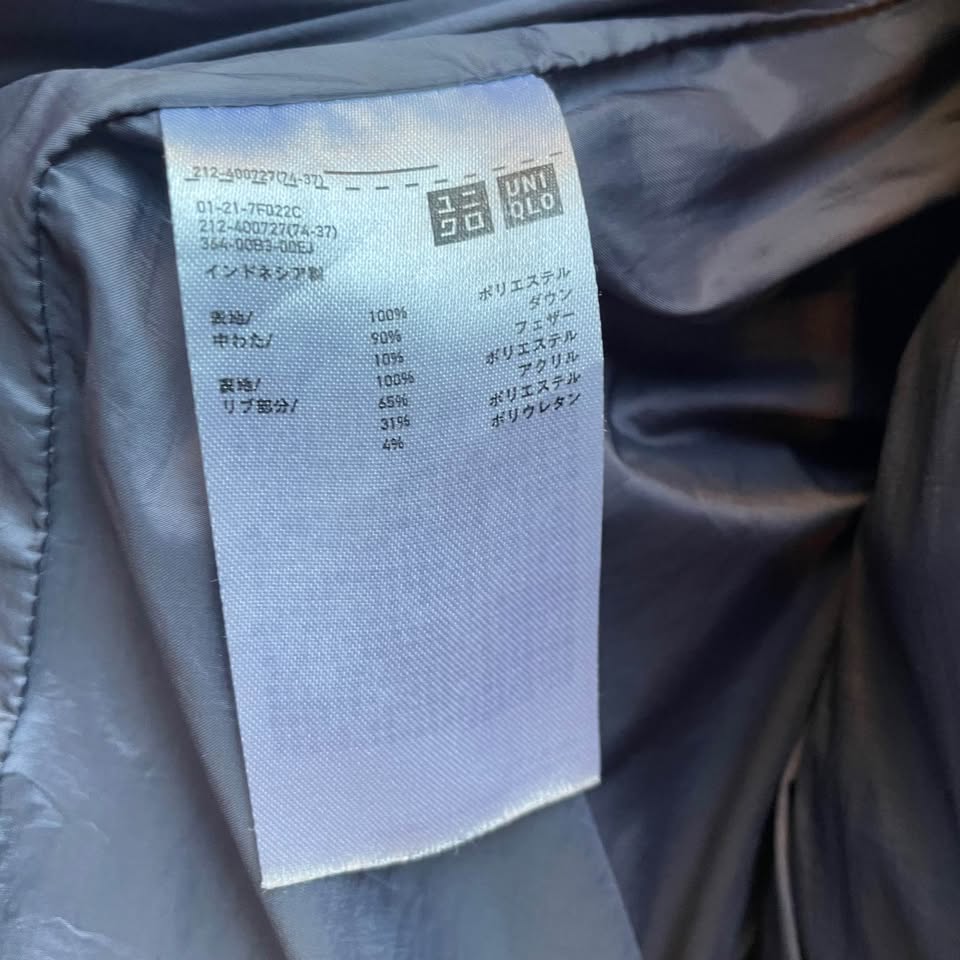 212-400727(74-37)
ユニ
クロ
UNI
QLO
01-21-7F022C
212-400727(74-37)
364-00B3-00EJ
インドネシア製
表地/ 100% ポリエステル
中わた/ 90% ダウン
10% フェザー
裏地/ 100% ポリエステル
リブ部分/ 65% アクリル
31% ポリエステル
4% ポリウレタン